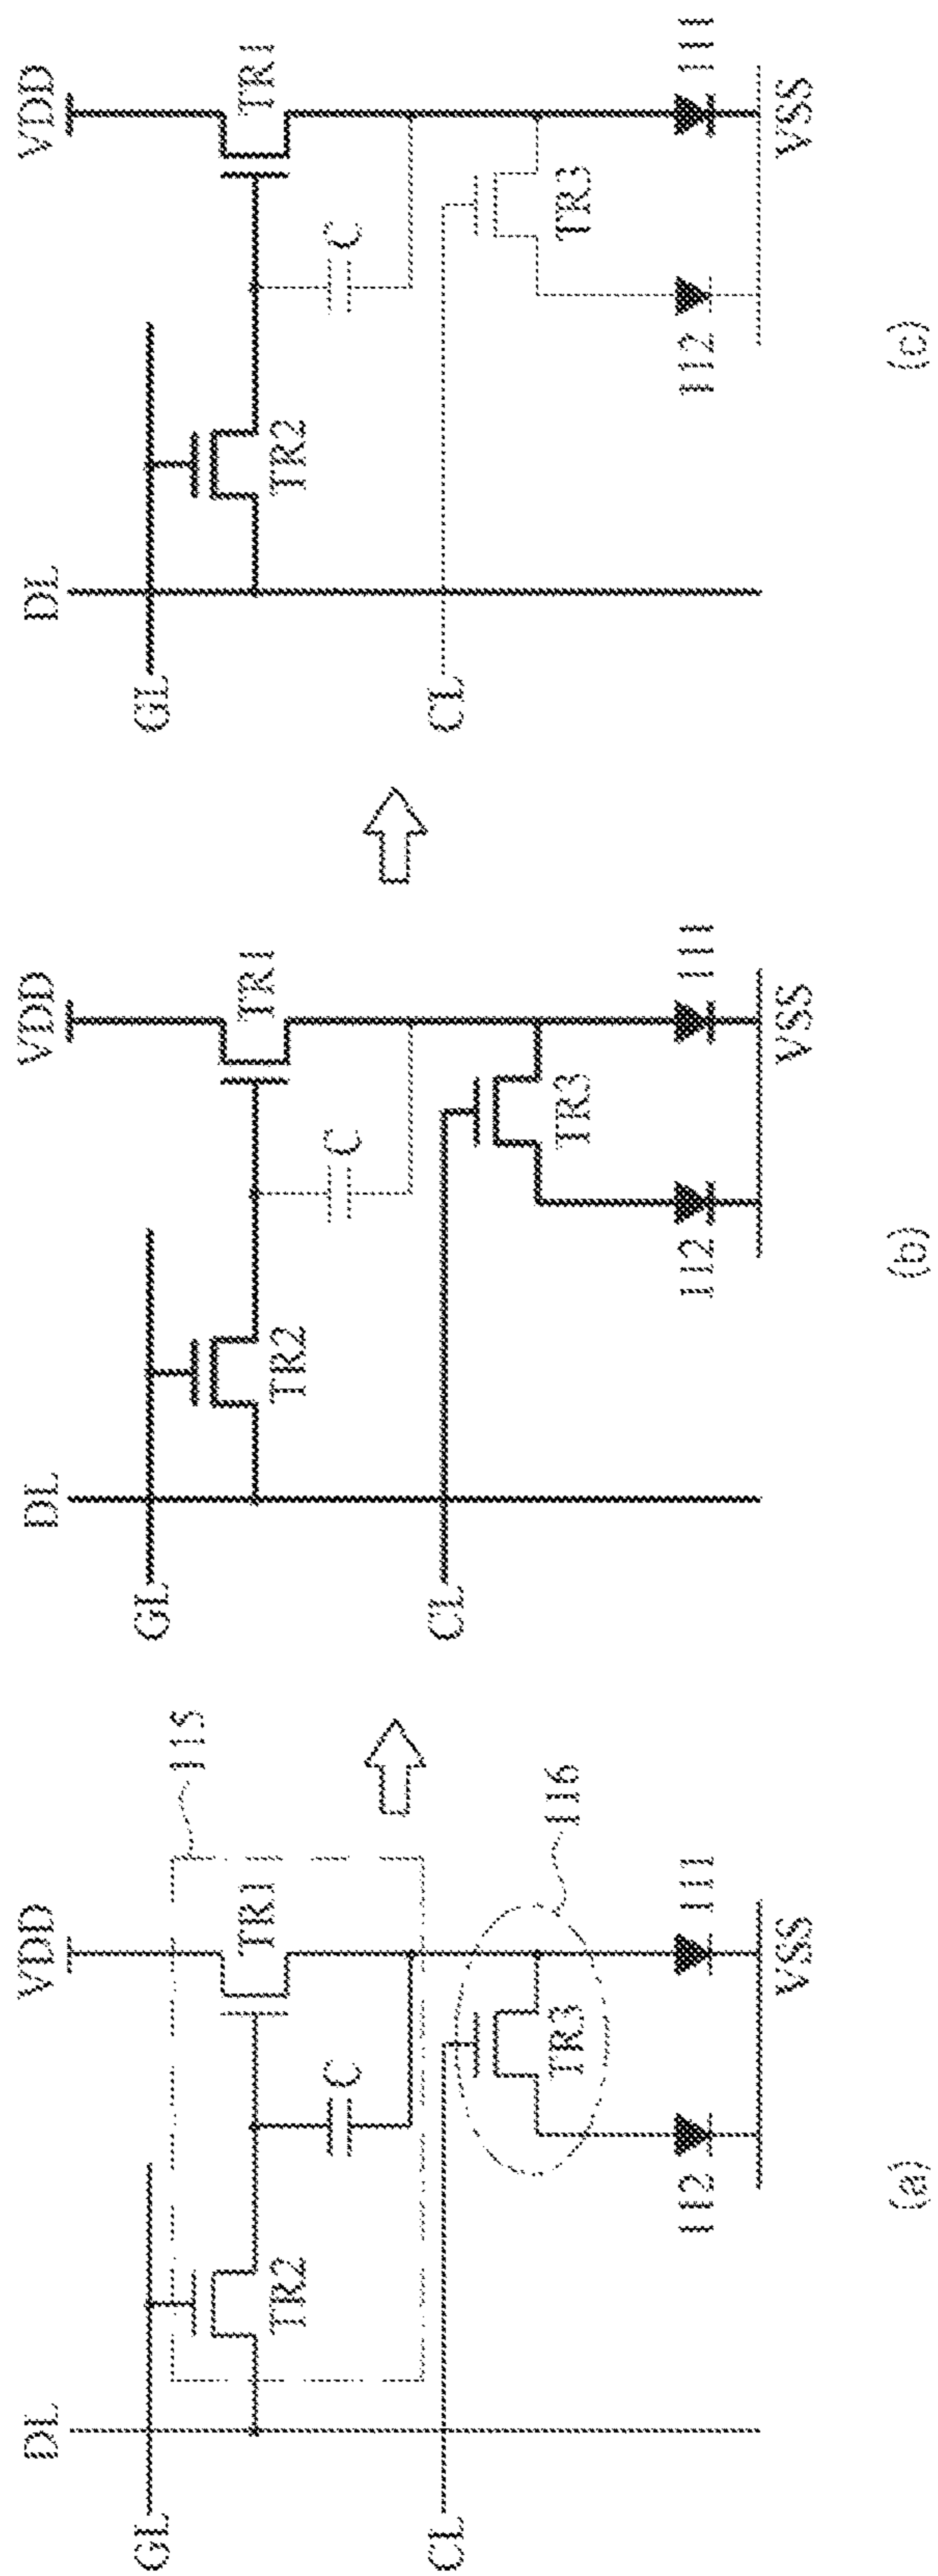 DL
VDD
GL
115
TR2
TR1
C
CL
TR3
116
112
111
VSS
(a)
DL
VDD
GL
TR2
TR1
C
CL
TR3
112
111
VSS
(b)
DL
VDD
GL
TR2
TR1
C
CL
TR3
112
111
VSS
(c)